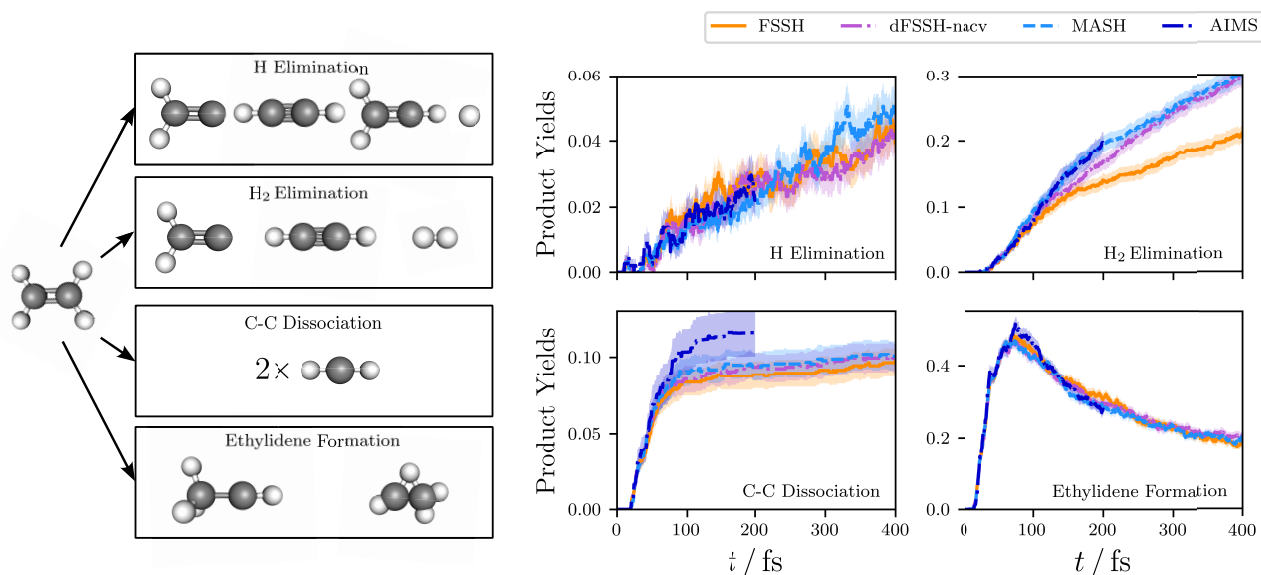 FSSH dFSSH-nacv MASH AIMS
H Elimination
H₂ Elimination
C-C Dissociation
2×
Ethylidene Formation
Product Yields
0.06
0.04
0.02
0.00
H Elimination
0.3
0.2
0.1
0.0
H₂ Elimination
Product Yields
0.10
0.05
0.00
C-C Dissociation
0 100 200 300 400
t / fs
0.4
0.2
0.0
Ethylidene Formation
0 100 200 300 400
t / fs